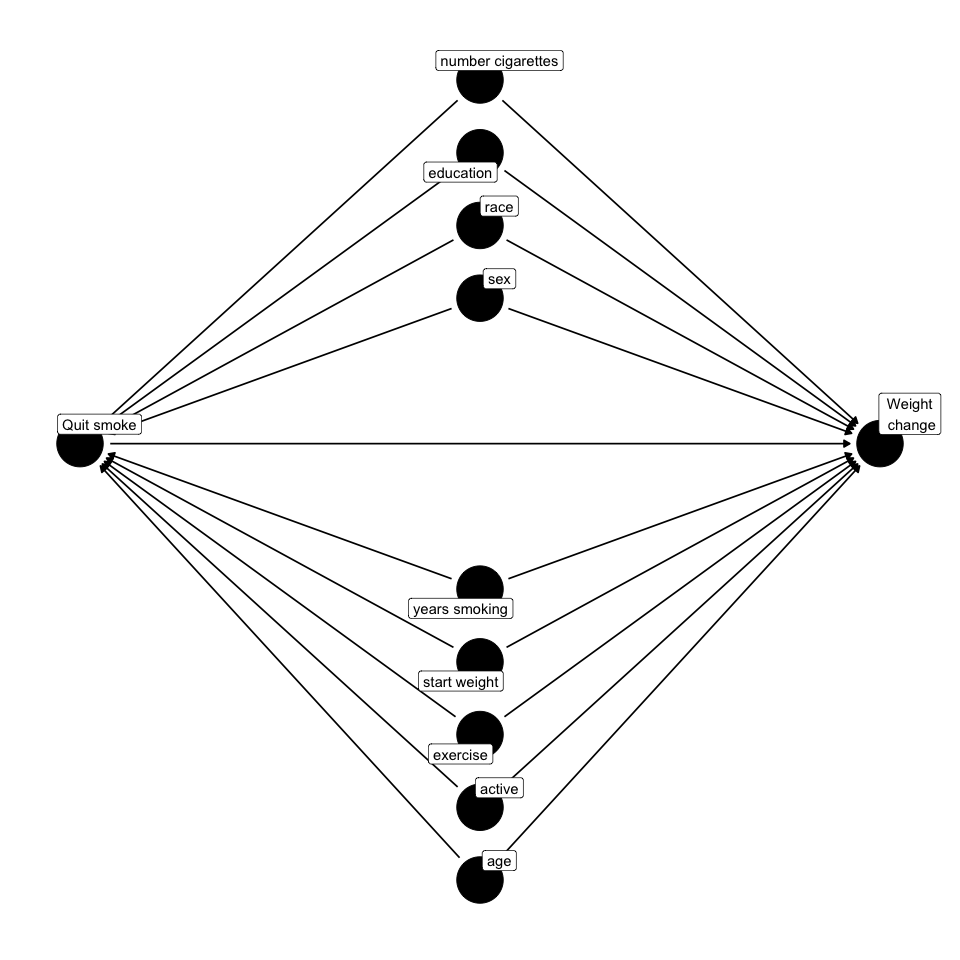 number cigarettes
education
race
sex
Quit smoke
Weight
change
years smoking
start weight
exercise
active
age